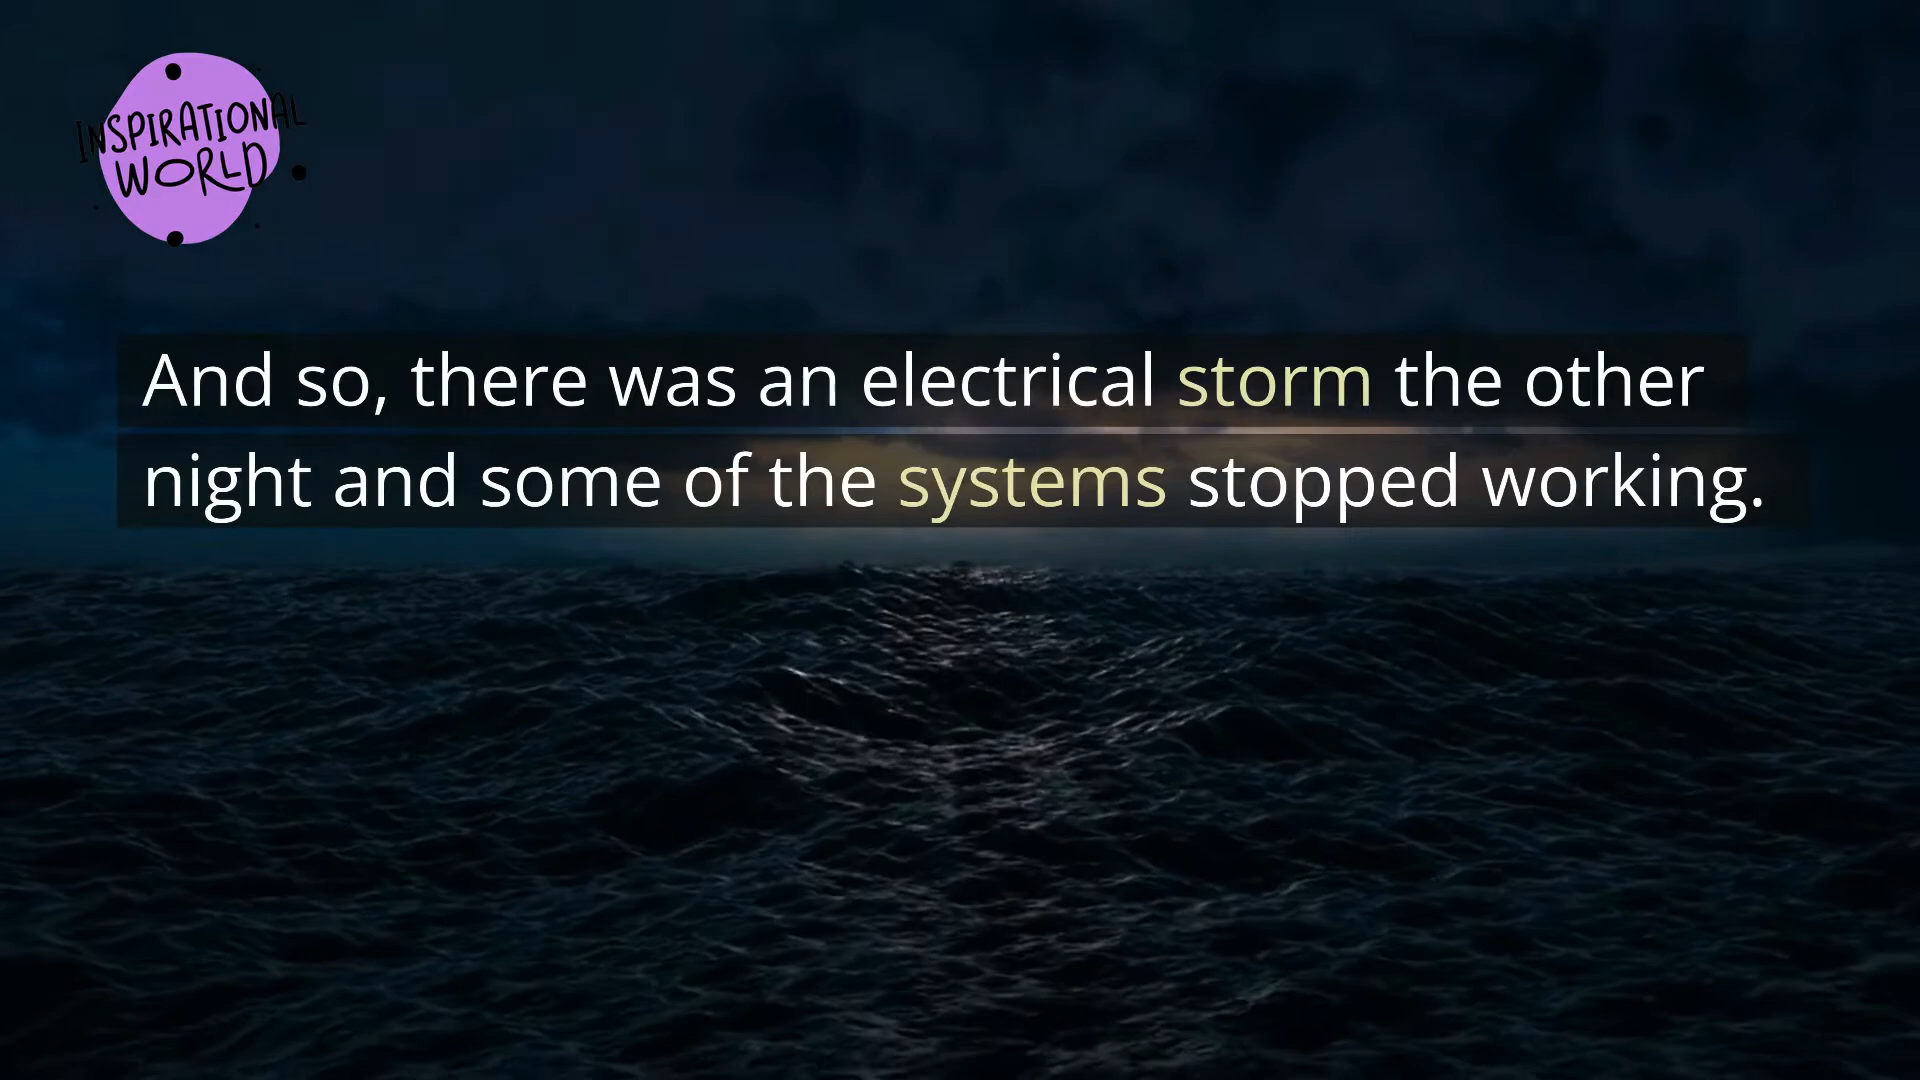 INSPIRATIONAL
WORLD
And so, there was an electrical storm the other
night and some of the systems stopped working.